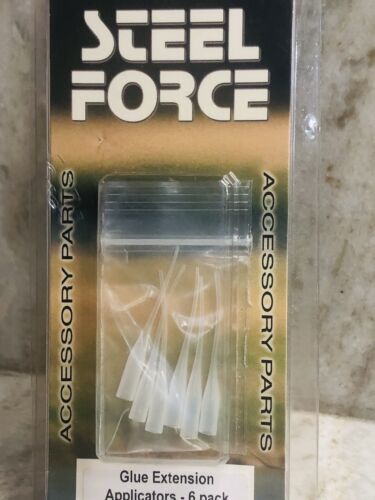 STEEL
FORCE
ACCESSORY PARTS
ACCESSORY PARTS
Glue Extension
Applicators - 6 pack